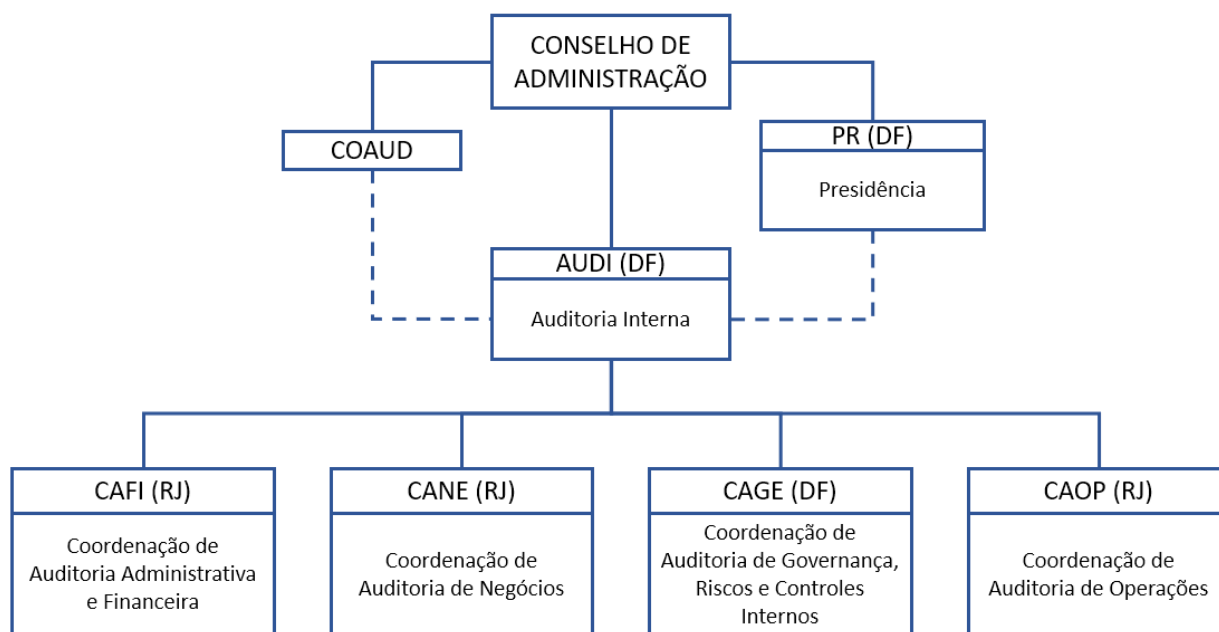 CONSELHO DE
ADMINISTRAÇÃO
COAUD
PR (DF)
Presidência
AUDI (DF)
Auditoria Interna
CAFI (RJ)
Coordenação de
Auditoria Administrativa
e Financeira
CANE (RJ)
Coordenação de
Auditoria de Negócios
CAGE (DF)
Coordenação de
Auditoria de Governança,
Riscos e Controles
Internos
CAOP (RJ)
Coordenação de
Auditoria de Operações